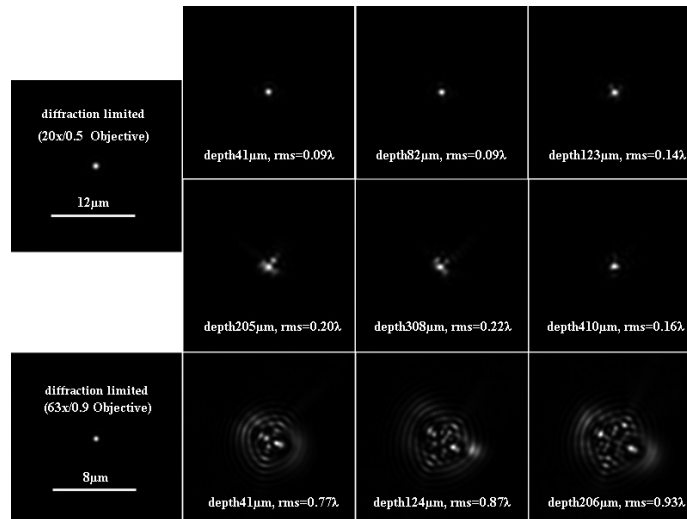 depth41µm, rms=0.09λ
depth82µm, rms=0.09λ
depth123µm, rms=0.14λ
diffraction limited
(20x/0.5 Objective)
12µm
depth205µm, rms=0.20λ
depth308µm, rms=0.22λ
depth410µm, rms=0.16λ
diffraction limited
(63x/0.9 Objective)
8µm
depth41µm, rms=0.77λ
depth124µm, rms=0.87λ
depth206µm, rms=0.93λ